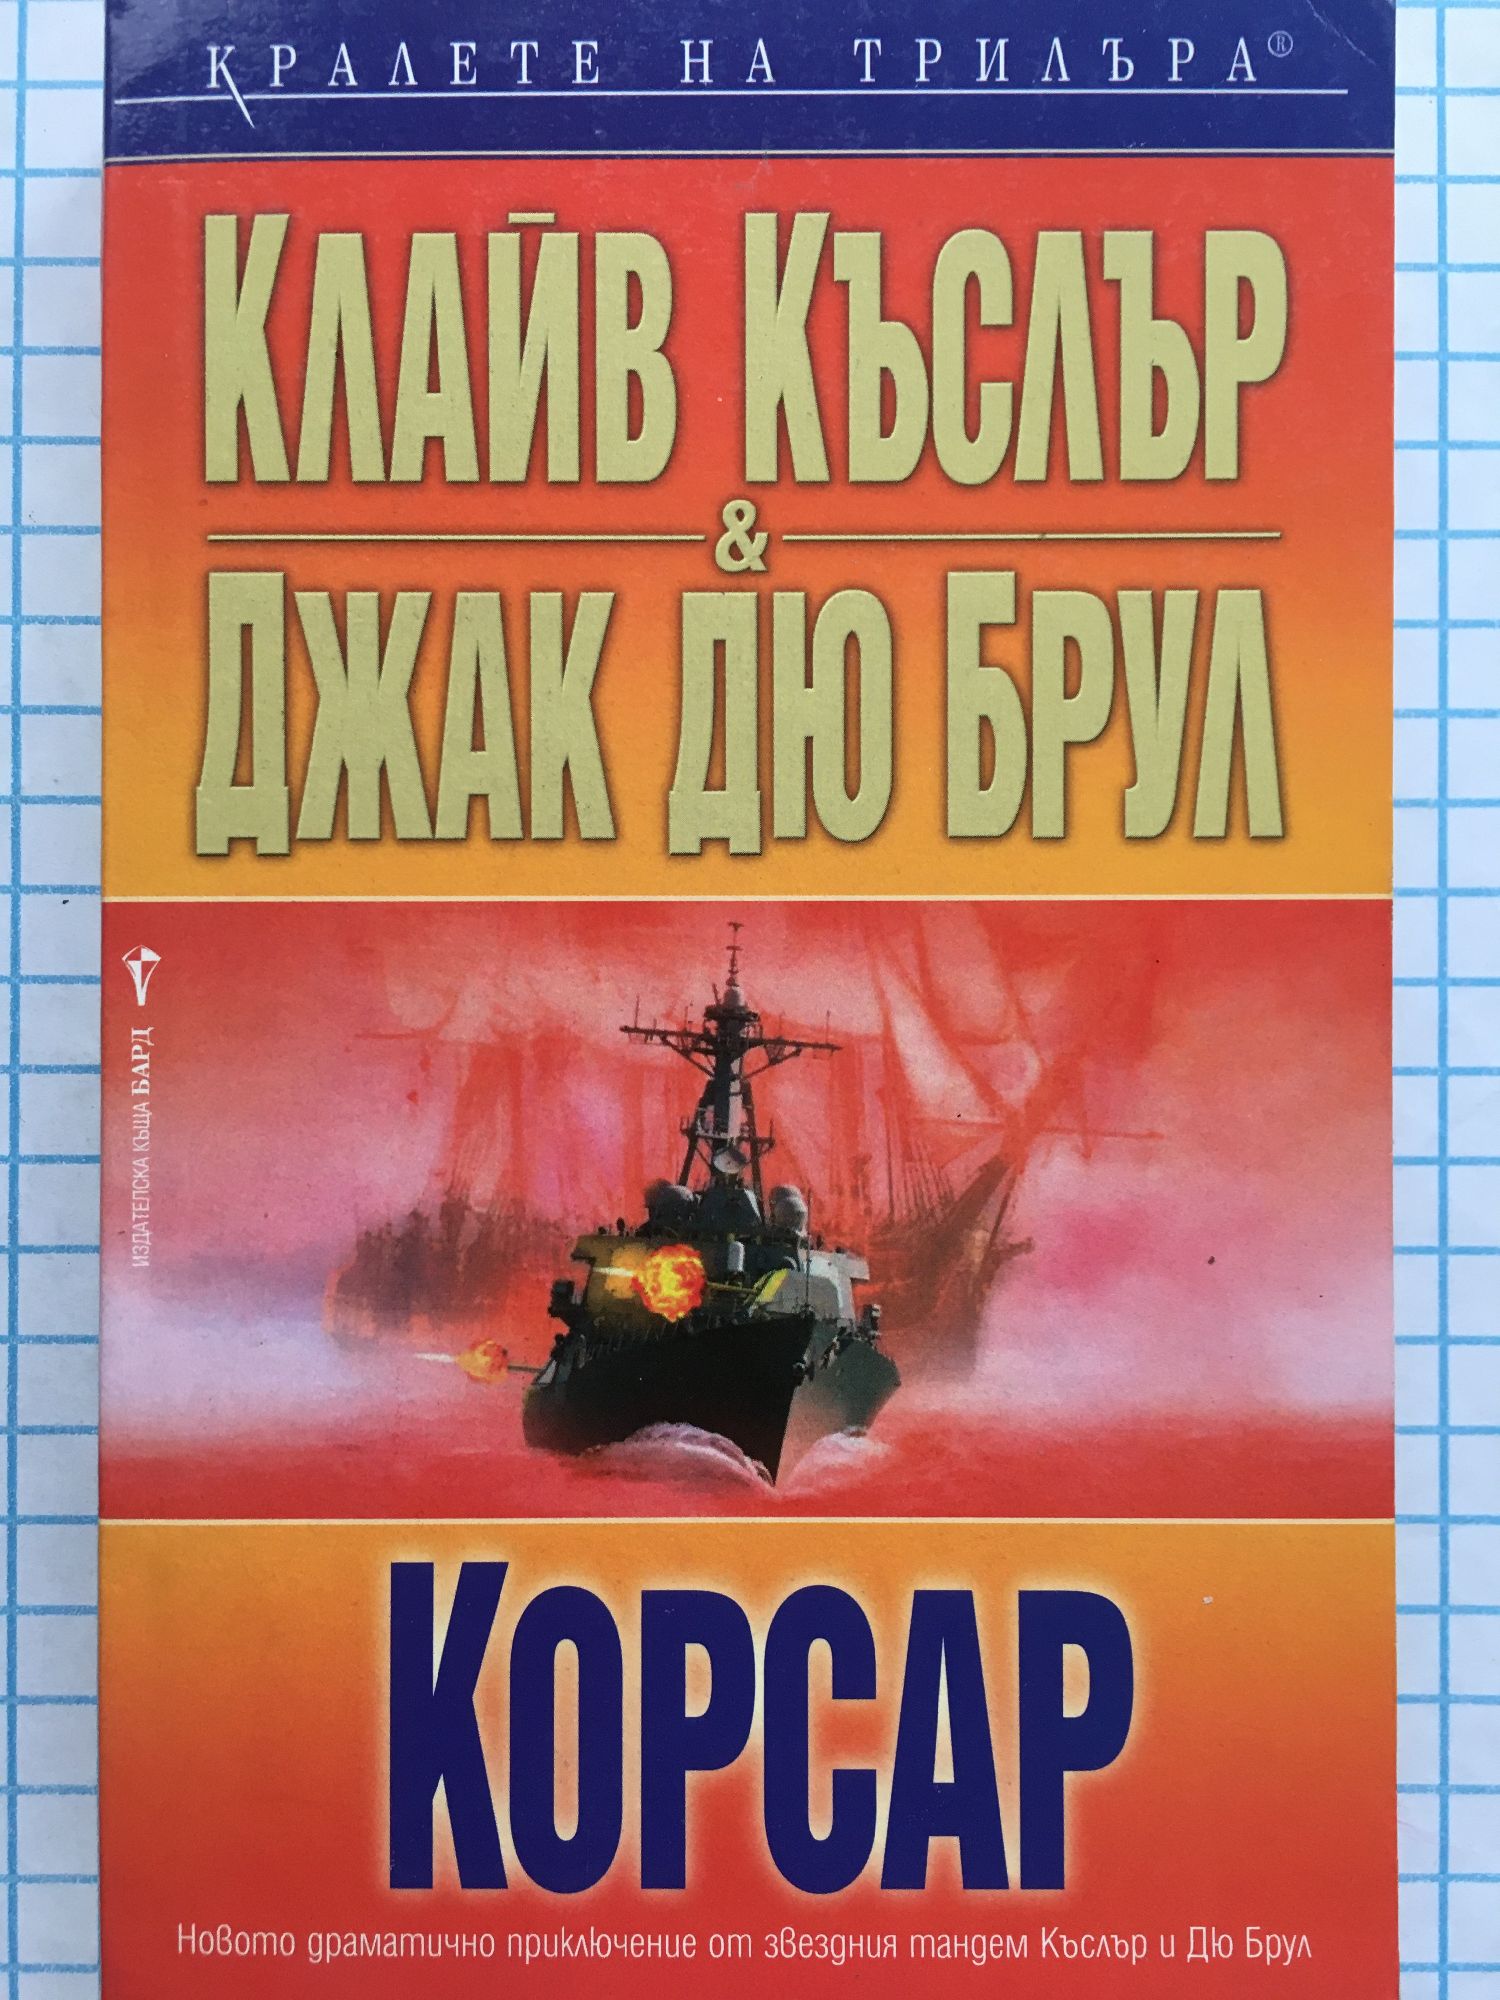 КРАЛЕТЕ НА ТРИЛЪРА®
КЛАЙВ КЪСЛЪР
&
ДЖАК ДЮ БРУЛ
ИЗДАТЕЛСКА КЪЩА БАРД
КОРСАР
Новото драматично приключение от звездния тандем Къслър и Дю Брул